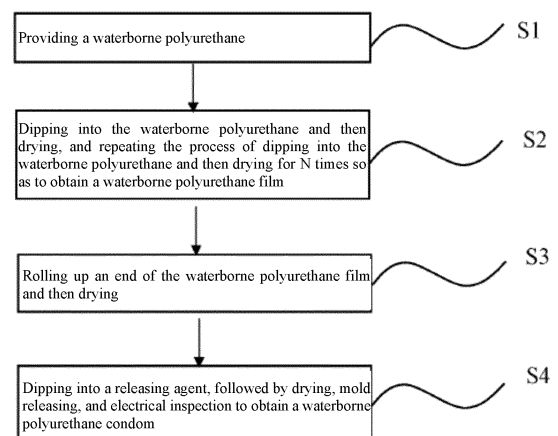 Providing a waterborne polyurethane
S1
Dipping into the waterborne polyurethane and then
drying, and repeating the process of dipping into the
waterborne polyurethane and then drying for N times so
as to obtain a waterborne polyurethane film
S2
Rolling up an end of the waterborne polyurethane film
and then drying
S3
Dipping into a releasing agent, followed by drying, mold
releasing, and electrical inspection to obtain a waterborne
polyurethane condom
S4